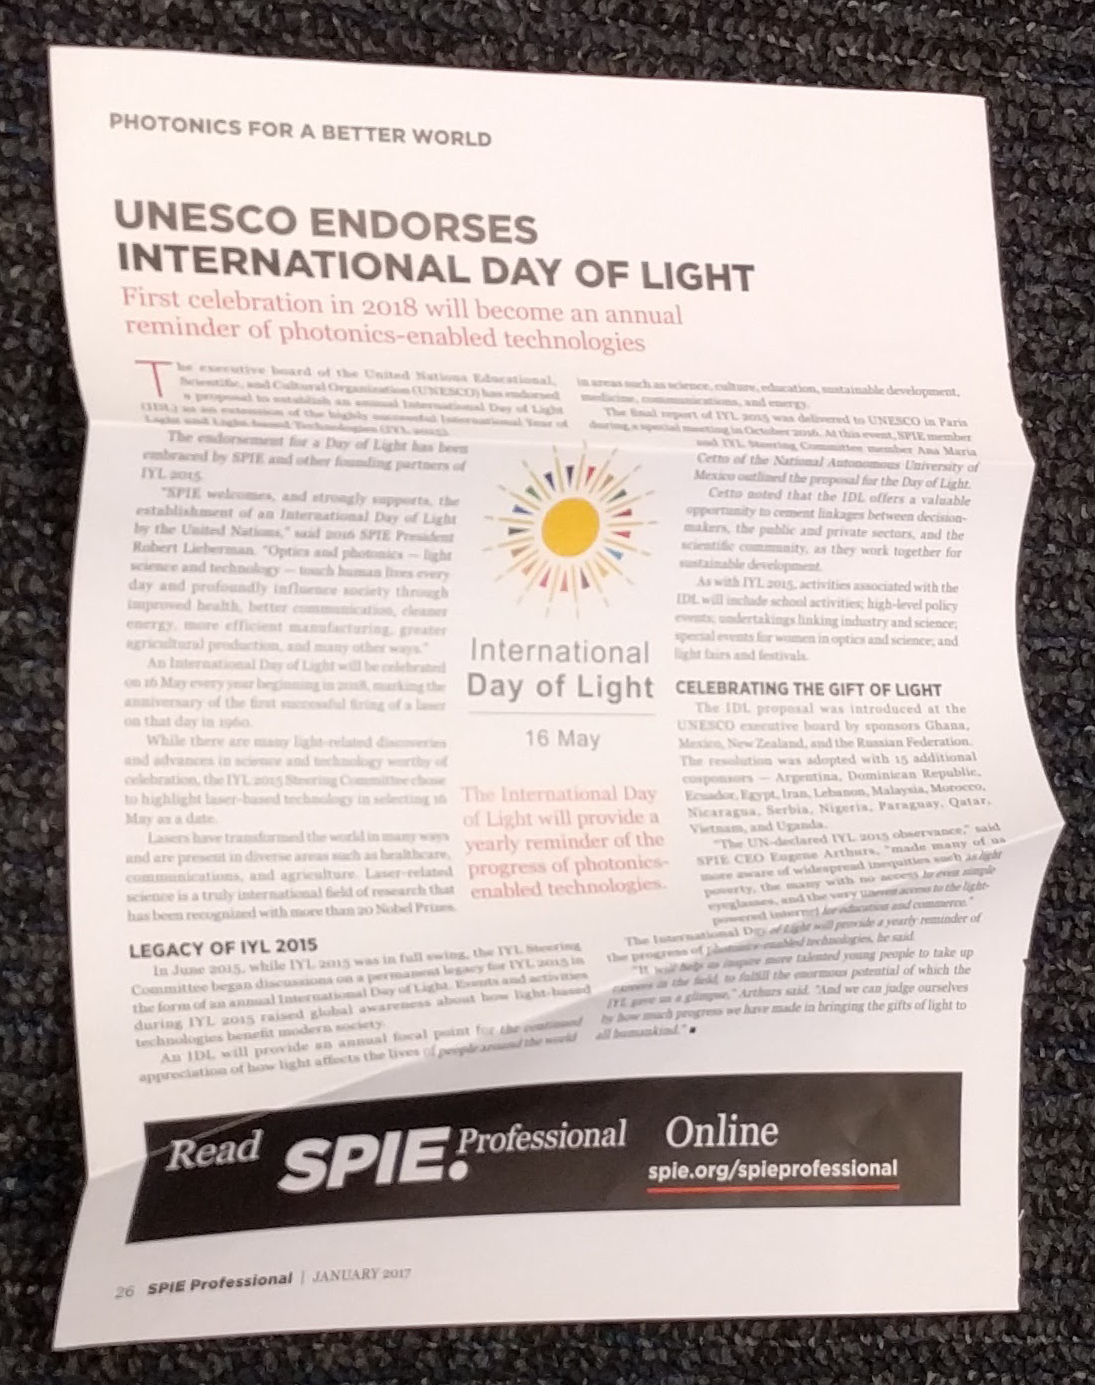 PHOTONICS FOR A BETTER WORLD
UNESCO ENDORSES
INTERNATIONAL DAY OF LIGHT
First celebration in 2018 will become an annual
reminder of photonics-enabled technologies
The executive board of the United Nations Educational,
Scientific, and Cultural Organization (UNESCO) has endorsed
a proposal to establish an annual International Day of Light
(IDL) as an extension of the highly successful International Year of
Light and Light-based Technologies (IYL 2015).
The endorsement for a Day of Light has been
embraced by SPIE and other founding partners of
IYL 2015.
"SPIE welcomes, and strongly supports, the
establishment of an International Day of Light
by the United Nations," said 2016 SPIE President
Robert Lieberman. "Optics and photonics — light
science and technology — touch human lives every
day and profoundly influence society through
improved health, better communication, cleaner
energy, more efficient manufacturing, greater
agricultural production, and many other ways."
An International Day of Light will be celebrated
on 16 May every year beginning in 2018, marking the
anniversary of the first successful firing of a laser
on that day in 1960.
While there are many light-related discoveries
and advances in science and technology worthy of
celebration, the IYL 2015 Steering Committee chose
to highlight laser-based technology in selecting 16
May as a date.
Lasers have transformed the world in many ways
and are present in diverse areas such as healthcare,
communications, and agriculture. Laser-related
science is a truly international field of research that
has been recognized with more than 20 Nobel Prizes.
LEGACY OF IYL 2015
In June 2015, while IYL 2015 was in full swing, the IYL Steering
Committee began discussions on a permanent legacy for IYL 2015 in
the form of an annual International Day of Light. Events and activities
during IYL 2015 raised global awareness about how light-based
technologies benefit modern society.
An IDL will provide an annual focal point for the continued
appreciation of how light affects the lives of people around the world
International
Day of Light
16 May
The International Day
of Light will provide a
yearly reminder of the
progress of photonics-
enabled technologies.
in areas such as science, culture, education, sustainable development,
medicine, communications, and energy.
The final report of IYL 2015 was delivered to UNESCO in Paris
during a special meeting in October 2016. At this event, SPIE member
and IYL Steering Committee member Ana Maria
Cetto of the National Autonomous University of
Mexico outlined the proposal for the Day of Light.
Cetto noted that the IDL offers a valuable
opportunity to cement linkages between decision-
makers, the public and private sectors, and the
scientific community, as they work together for
sustainable development.
As with IYL 2015, activities associated with the
IDL will include school activities; high-level policy
events; undertakings linking industry and science;
special events for women in optics and science; and
light fairs and festivals.
CELEBRATING THE GIFT OF LIGHT
The IDL proposal was introduced at the
UNESCO executive board by sponsors Ghana,
Mexico, New Zealand, and the Russian Federation.
The resolution was adopted with 15 additional
cosponsors — Argentina, Dominican Republic,
Ecuador, Egypt, Iran, Lebanon, Malaysia, Morocco,
Nicaragua, Serbia, Nigeria, Paraguay, Qatar,
Vietnam, and Uganda.
"The UN-declared IYL 2015 observance," said
SPIE CEO Eugene Arthurs, "made many of us
more aware of widespread inequities such as light
poverty, the many with no access to even simple
eyeglasses, and the very uneven access to the light-
powered internet for education and commerce."
The International Day of Light will provide a yearly reminder of
the progress of photonics-enabled technologies, he said.
"It will help us inspire more talented young people to take up
careers in the field, to fulfill the enormous potential of which the
IYL gave us a glimpse," Arthurs said. "And we can judge ourselves
by how much progress we have made in bringing the gifts of light to
all humankind." ■
Read SPIE. Professional Online
spie.org/spieprofessional
26 SPIE Professional | JANUARY 2017